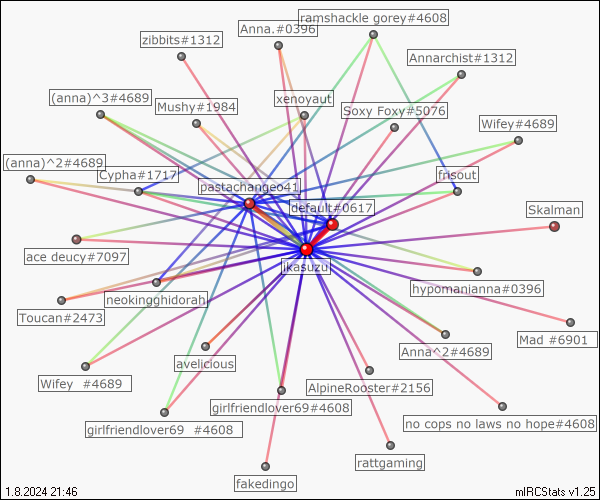 ramshackle gorey#4608
Anna.#0396
zibbits#1312
Annarchist#1312
(anna)^3#4689
xenoyaut
Mushy#1984
Soxy Foxy#5076
Wifey#4689
(anna)^2#4689
Cypha#1717
frisout
pastachangeo41
default#0617
Skalman
ace deucy#7097
ikasuzu
hypomanianna#0396
neokingghidorah
Toucan#2473
Mad #6901
Anna^2#4689
avelicious
Wifey #4689
AlpineRooster#2156
girlfriendlover69#4608
no cops no laws no hope#4608
girlfriendlover69 #4608
rattgaming
fakedingo
1.8.2024 21:46
mIRCStats v1.25